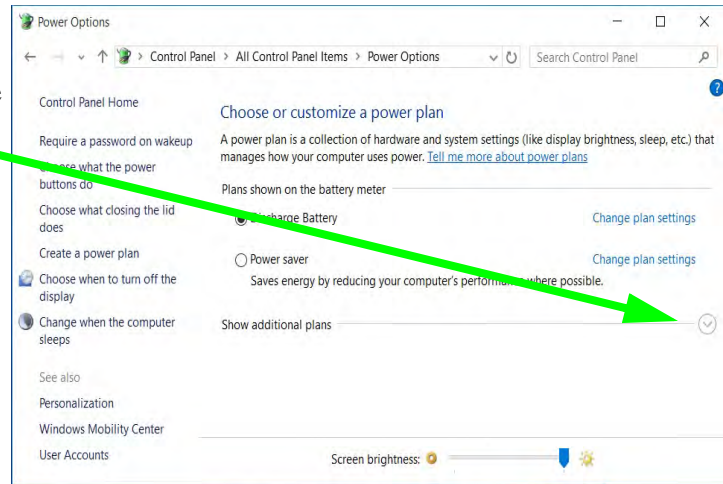 Power Options
Control Panel > All Control Panel Items > Power Options
Search Control Panel
?
Control Panel Home
Require a password on wakeup
Choose what the power
buttons do
Choose what closing the lid
does
Create a power plan
Choose when to turn off the
display
Change when the computer
sleeps
See also
Personalization
Windows Mobility Center
User Accounts
Choose or customize a power plan
A power plan is a collection of hardware and system settings (like display brightness, sleep, etc.) that
manages how your computer uses power. Tell me more about power plans
Plans shown on the battery meter
Discharge Battery
Change plan settings
Power saver
Change plan settings
Saves energy by reducing your computer's performance where possible.
Show additional plans
Screen brightness: